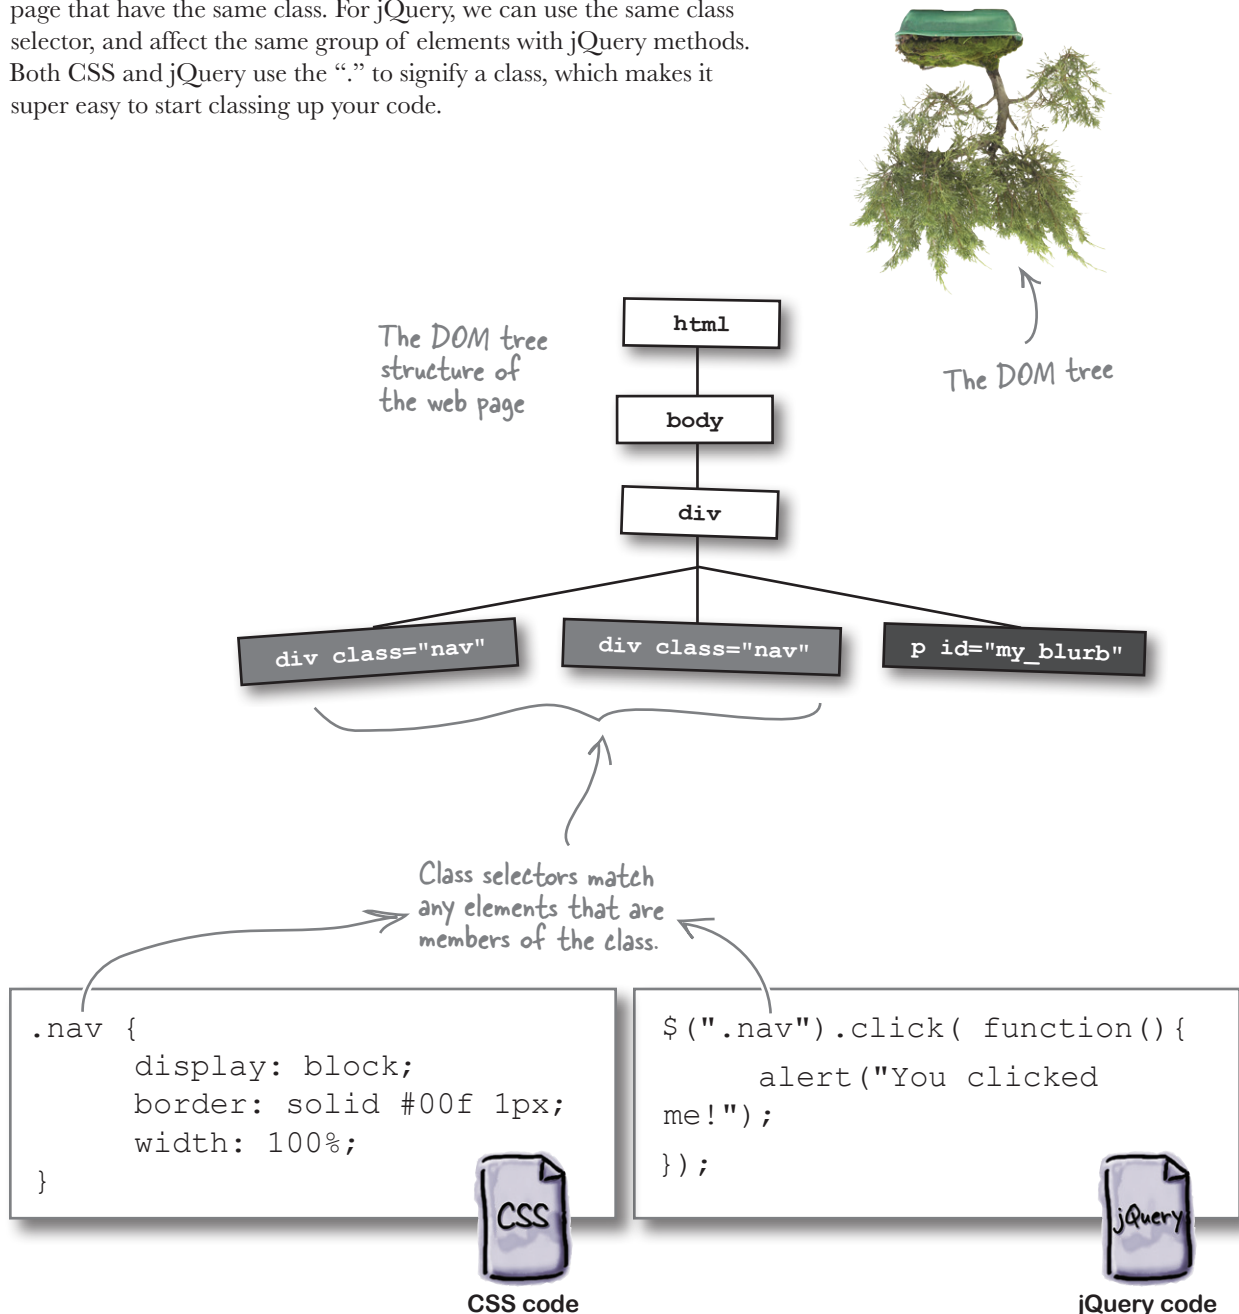 page that have the same class. For jQuery, we can use the same class
selector, and affect the same group of elements with jQuery methods.
Both CSS and jQuery use the “.” to signify a class, which makes it
super easy to start classing up your code.
The DOM tree
structure of
the web page
html
The DOM tree
body
div
div class="nav"
div class="nav"
p id="my_blurb"
Class selectors match
any elements that are
members of the class.
.nav {
display: block;
border: solid #00f 1px;
width: 100%;
}
CSS
CSS code
$(".nav").click( function(){
alert("You clicked
me!");
});
jQuery
jQuery code